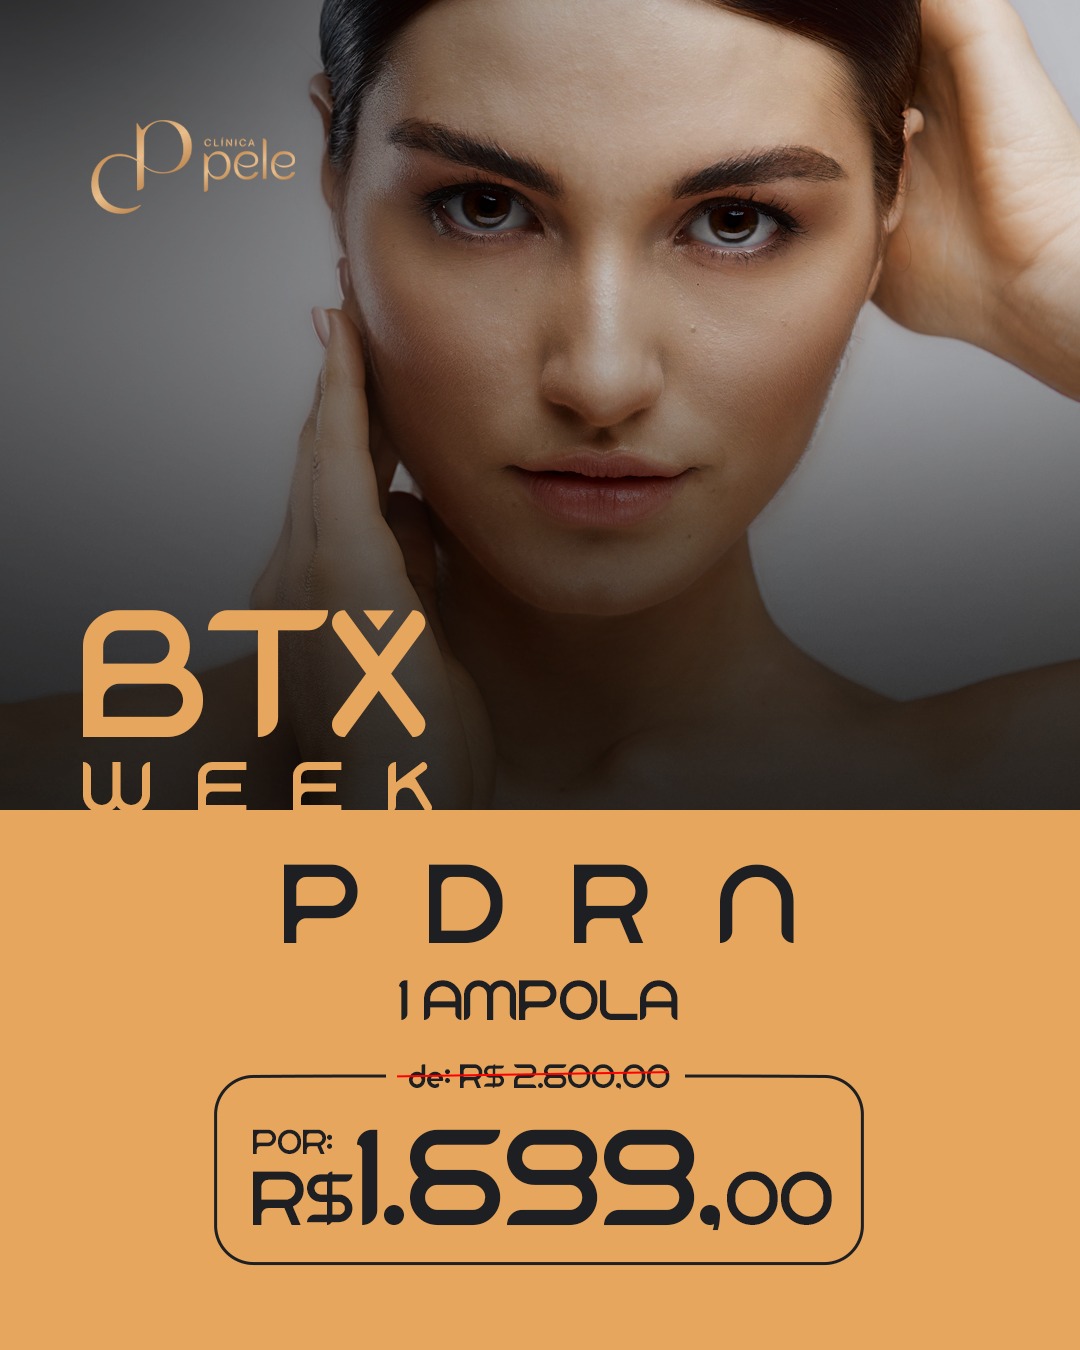 CLÍNICA
pele
BTX
WEEK
PDRN
1 AMPOLA
de: R$ 2.600,00
POR:
R$1.699,00